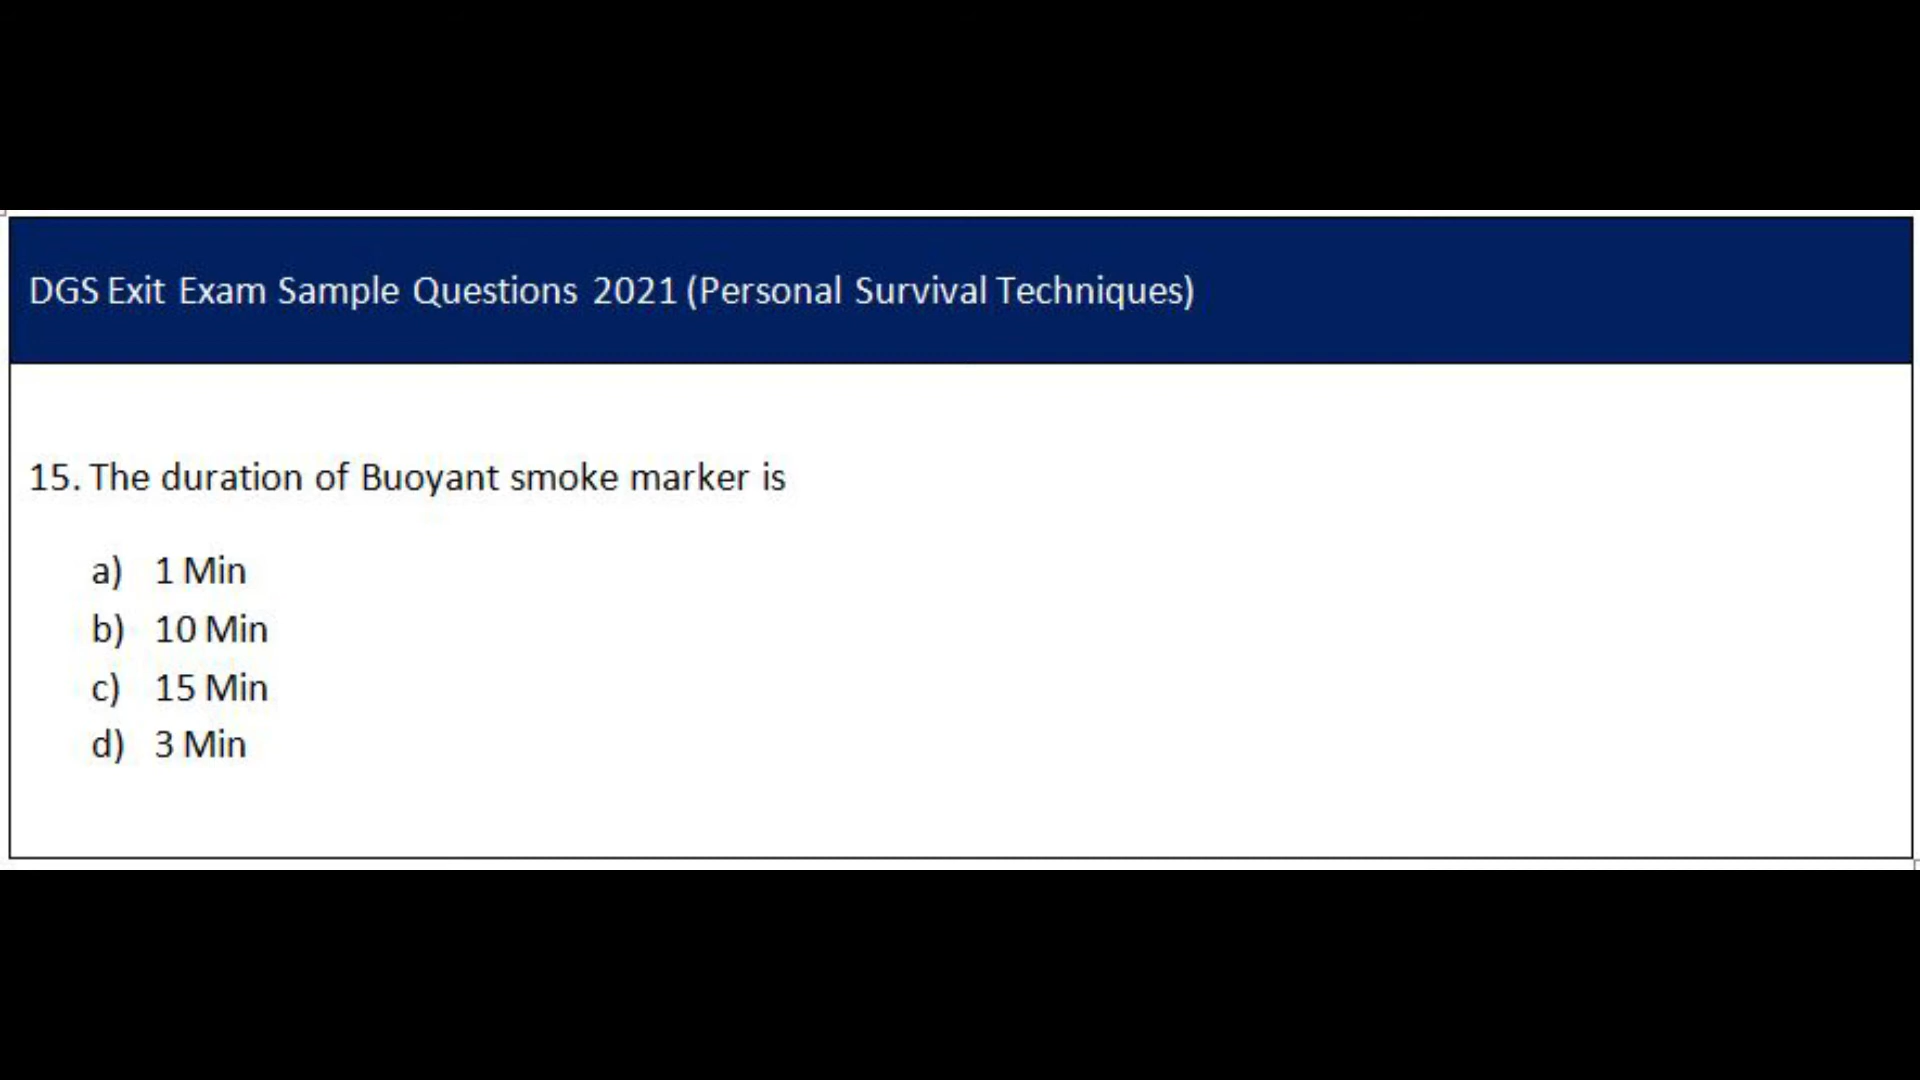 DGS Exit Exam Sample Questions 2021 (Personal Survival Techniques)
15. The duration of Buoyant smoke marker is
a) 1 Min
b) 10 Min
c) 15 Min
d) 3 Min